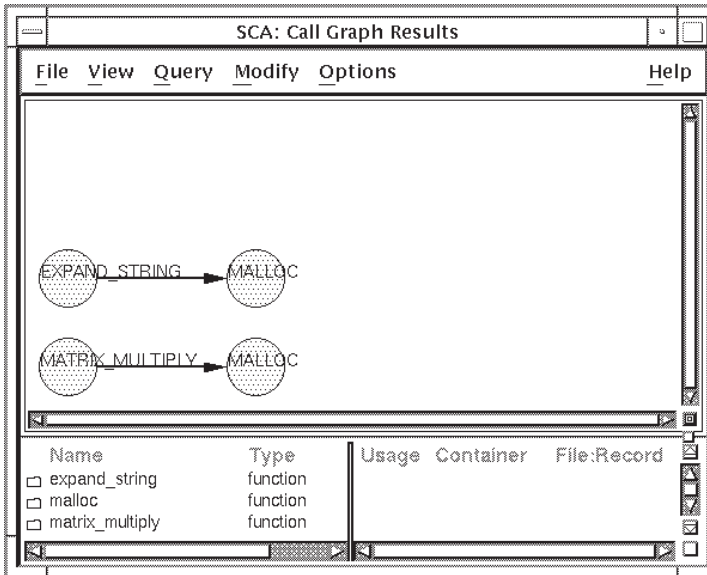 SCA: Call Graph Results
File View Query Modify Options Help
EXPAND_STRING MALLOC
MATRIX_MULTIPLY MALLOC
Name Type Usage Container File:Record
expand_string function
malloc function
matrix_multiply function